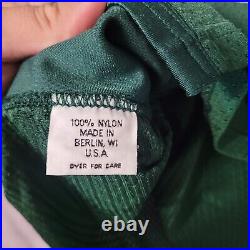 100% NYLON
MADE IN
BERLIN, WI
U.S.A.
OVER FOR CARE